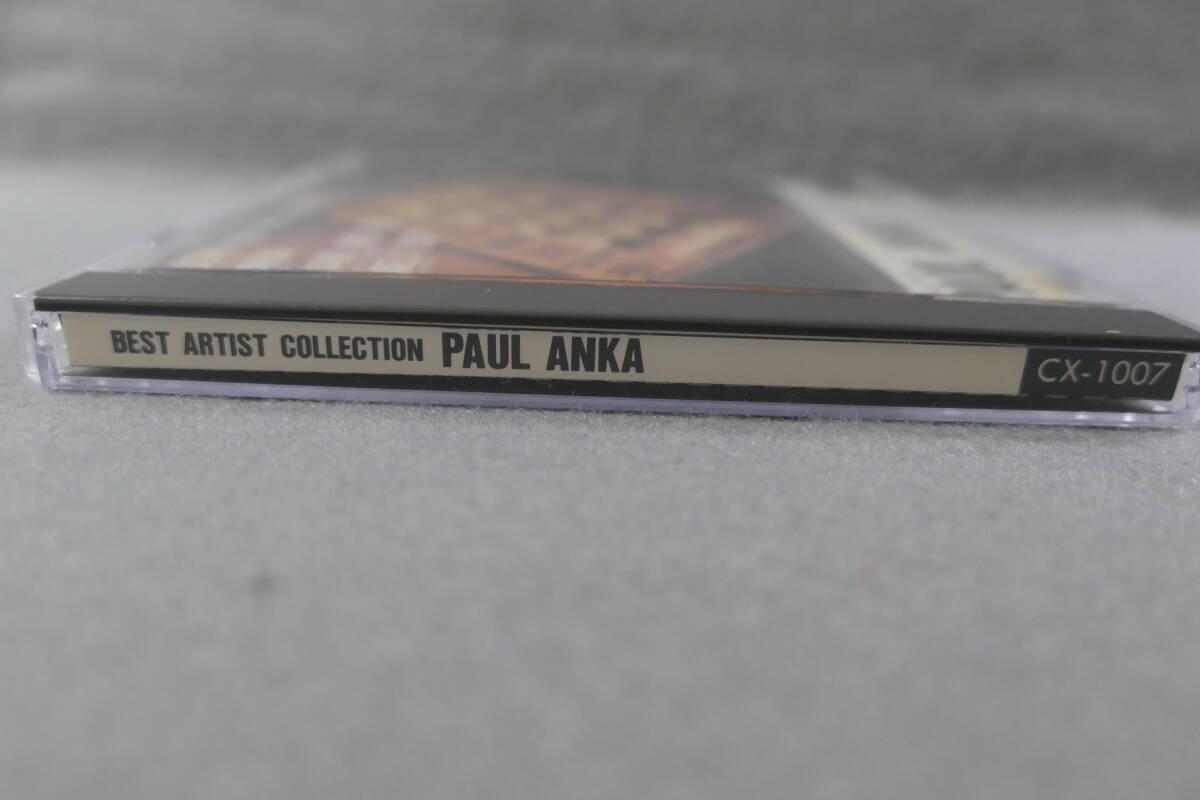 BEST ARTIST COLLECTION PAUL ANKA CX-1007